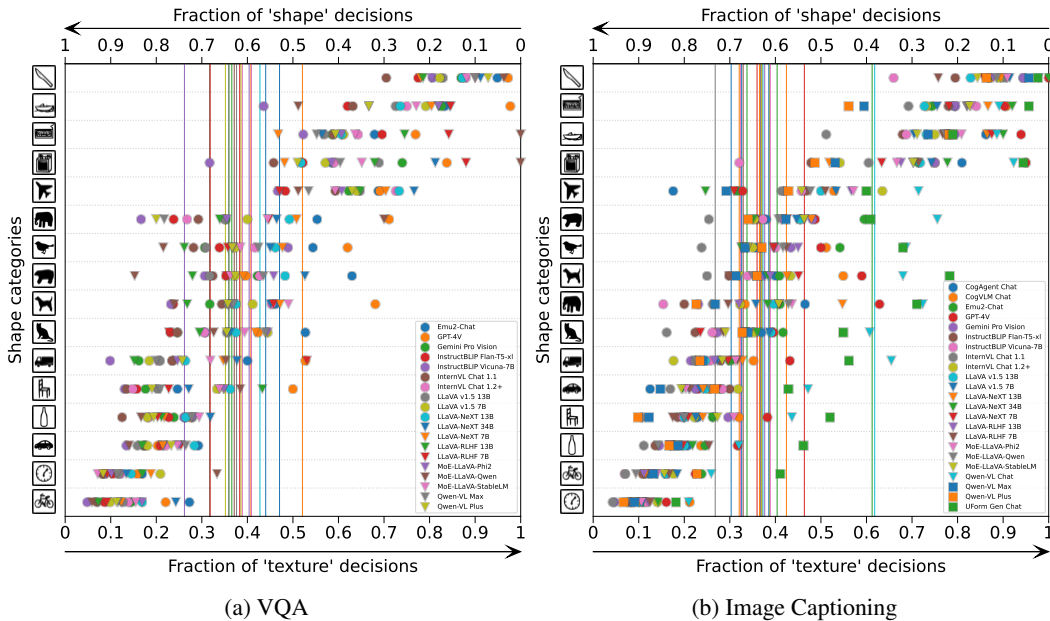 Fraction of 'shape' decisions
1 0.9 0.8 0.7 0.6 0.5 0.4 0.3 0.2 0.1 0
Shape categories
Emu2-Chat
GPT-4V
Gemini Pro Vision
InstructBLIP Flan-T5-xl
InstructBLIP Vicuna-7B
InternVL Chat 1.1
InternVL Chat 1.2+
LLaVA v1.5 13B
LLaVA v1.5 7B
LLaVA-NeXT 13B
LLaVA-NeXT 34B
LLaVA-NeXT 7B
LLaVA-RLHF 13B
LLaVA-RLHF 7B
MoE-LLaVA-Phi2
MoE-LLaVA-Qwen
MoE-LLaVA-StableLM
Qwen-VL Max
Qwen-VL Plus
0 0.1 0.2 0.3 0.4 0.5 0.6 0.7 0.8 0.9 1
Fraction of 'texture' decisions
(a) VQA
Fraction of 'shape' decisions
1 0.9 0.8 0.7 0.6 0.5 0.4 0.3 0.2 0.1 0
Shape categories
CogAgent Chat
CogVLM Chat
Emu2-Chat
GPT-4V
Gemini Pro Vision
InstructBLIP Flan-T5-xl
InstructBLIP Vicuna-7B
InternVL Chat 1.1
InternVL Chat 1.2+
LLaVA v1.5 13B
LLaVA v1.5 7B
LLaVA-NeXT 13B
LLaVA-NeXT 34B
LLaVA-NeXT 7B
LLaVA-RLHF 13B
LLaVA-RLHF 7B
MoE-LLaVA-Phi2
MoE-LLaVA-Qwen
MoE-LLaVA-StableLM
Qwen-VL Chat
Qwen-VL Max
Qwen-VL Plus
UForm Gen Chat
0 0.1 0.2 0.3 0.4 0.5 0.6 0.7 0.8 0.9 1
Fraction of 'texture' decisions
(b) Image Captioning